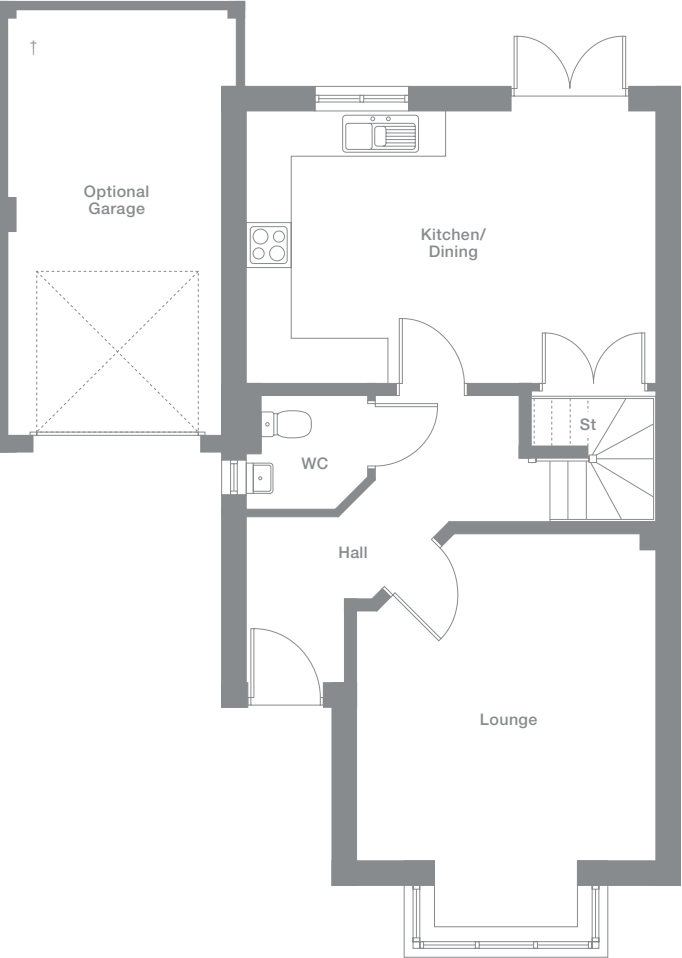 †
Optional
Garage
Kitchen/
Dining
St
WC
Hall
Lounge